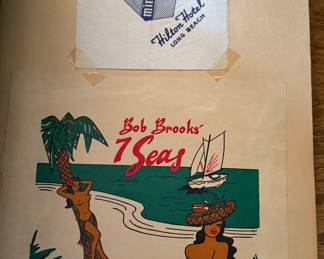 Hilton Hotel
LONG BEACH
Bob Brooks'
7 Seas